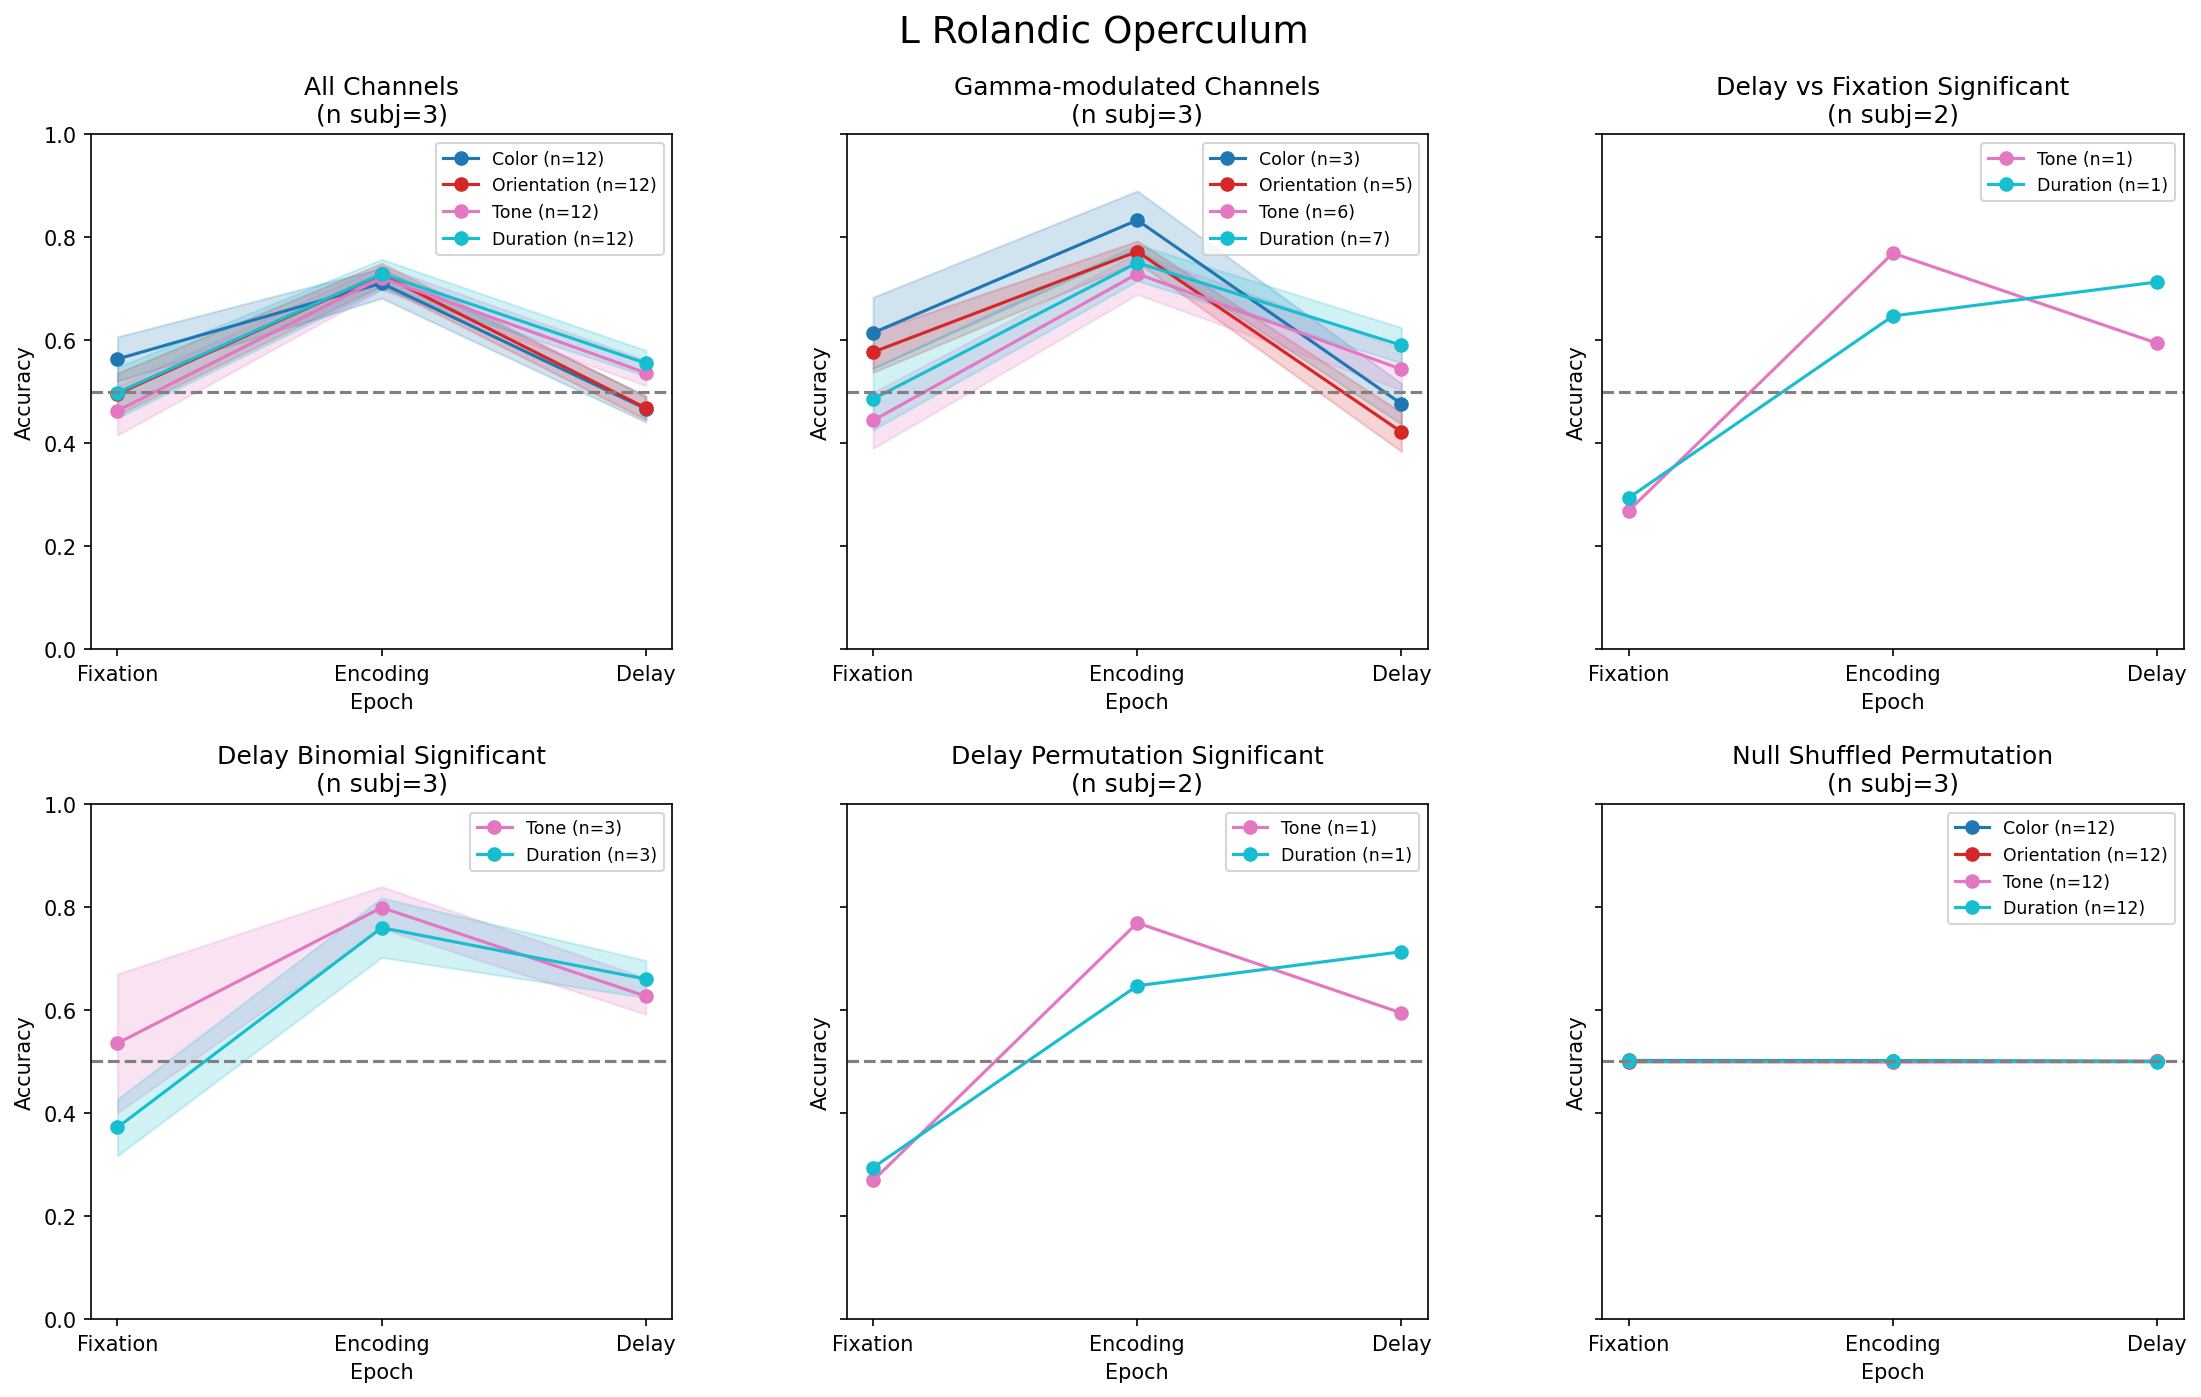 L Rolandic Operculum
All Channels
(n subj=3)
1.0
0.8
0.6
0.4
0.2
0.0
Accuracy
Color (n=12)
Orientation (n=12)
Tone (n=12)
Duration (n=12)
Fixation
Encoding
Delay
Epoch
Gamma-modulated Channels
(n subj=3)
Accuracy
Color (n=3)
Orientation (n=5)
Tone (n=6)
Duration (n=7)
Fixation
Encoding
Delay
Epoch
Delay vs Fixation Significant
(n subj=2)
Accuracy
Tone (n=1)
Duration (n=1)
Fixation
Encoding
Delay
Epoch
Delay Binomial Significant
(n subj=3)
1.0
0.8
0.6
0.4
0.2
0.0
Accuracy
Tone (n=3)
Duration (n=3)
Fixation
Encoding
Delay
Epoch
Delay Permutation Significant
(n subj=2)
Accuracy
Tone (n=1)
Duration (n=1)
Fixation
Encoding
Delay
Epoch
Null Shuffled Permutation
(n subj=3)
Accuracy
Color (n=12)
Orientation (n=12)
Tone (n=12)
Duration (n=12)
Fixation
Encoding
Delay
Epoch